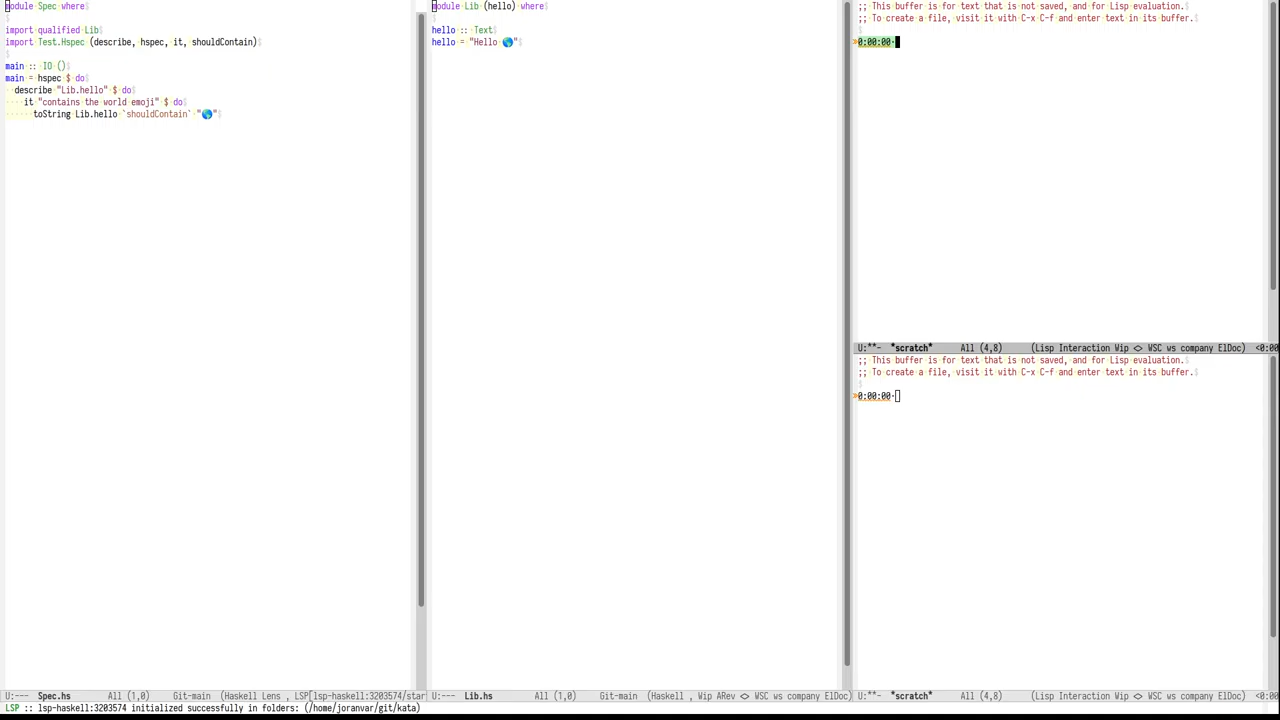 module Spec where
import qualified Lib
import Test.Hspec (describe, hspec, it, shouldContain)
main :: IO ()
main = hspec $ do
  describe "Lib.hello" $ do
    it "contains the world emoji" $ do
      toString Lib.hello `shouldContain` "🌎"
U:--- Spec.hs All (1,0) Git-main (Haskell Lens , LSP[lsp-haskell:3203574/star
module Lib (hello) where
hello :: Text
hello = "Hello 🌎"
U:--- Lib.hs All (1,0) Git-main (Haskell , Wip ARev <> WSC ws company ElDoc)
;; This buffer is for text that is not saved, and for Lisp evaluation.
;; To create a file, visit it with C-x C-f and enter text in its buffer.
0:00:00
U:**- *scratch* All (4,8) (Lisp Interaction Wip <> WSC ws company ElDoc) <0:00
;; This buffer is for text that is not saved, and for Lisp evaluation.
;; To create a file, visit it with C-x C-f and enter text in its buffer.
0:00:00
U:**- *scratch* All (4,8) (Lisp Interaction Wip <> WSC ws company ElDoc) <0:00
LSP :: lsp-haskell:3203574 initialized successfully in folders: (/home/joranvar/git/kata)